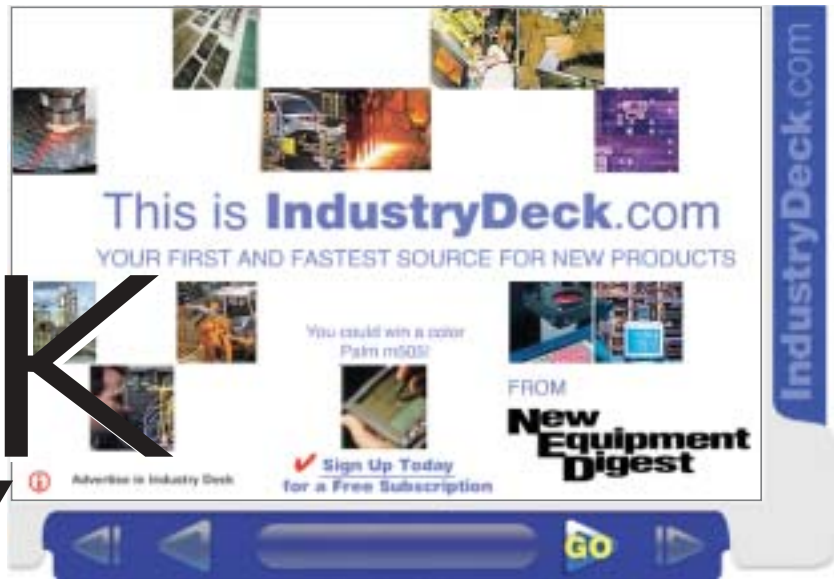 This is IndustryDeck.com
YOUR FIRST AND FASTEST SOURCE FOR NEW PRODUCTS
You could win a color
Palm m505!
FROM
New
Equipment
Digest
K
Sign Up Today
for a Free Subscription
Advertise in Industry Deck
GO
IndustryDeck.com